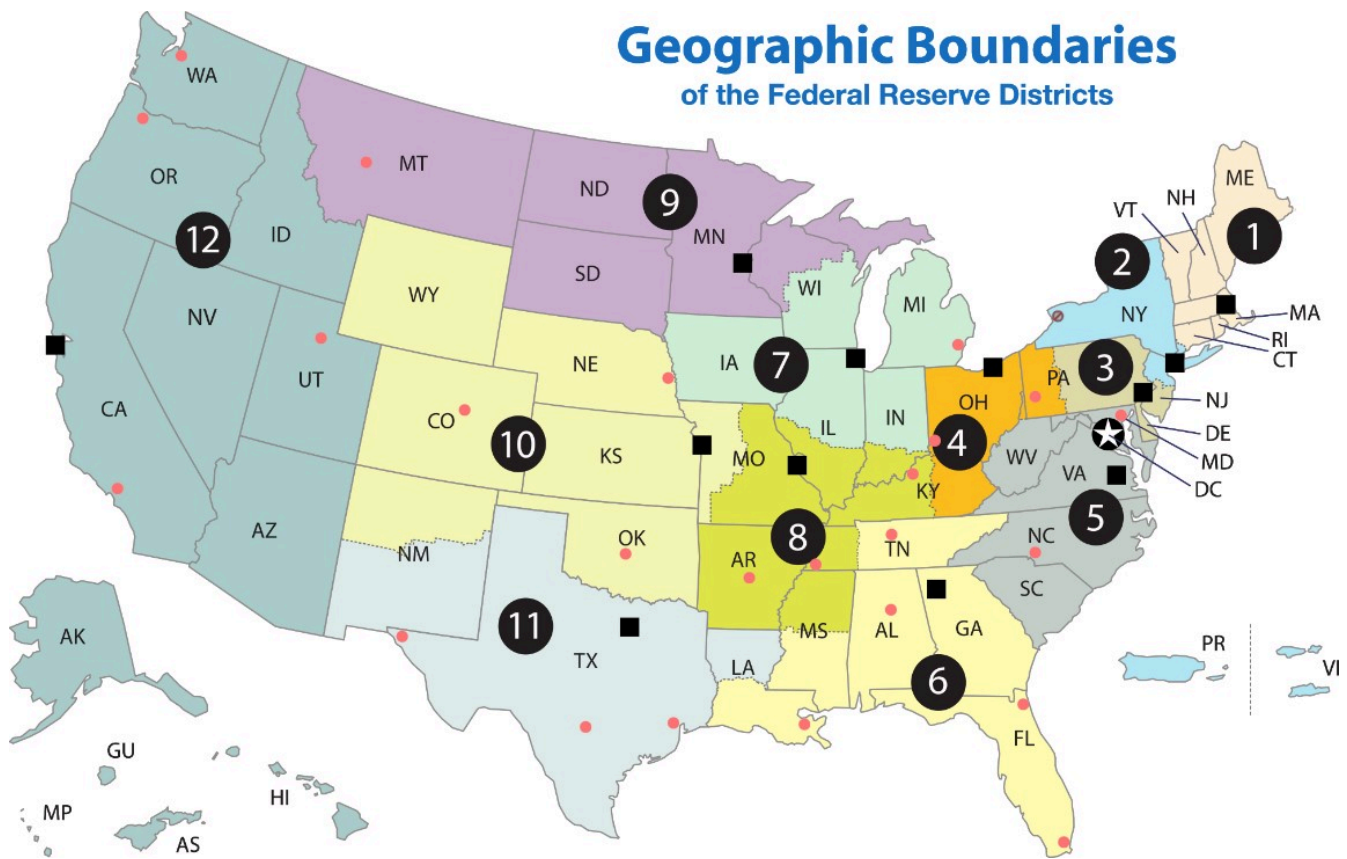 Geographic Boundaries
of the Federal Reserve Districts
WA
MT
ND
9
MN
ME
NH
VT
1
OR
12
ID
2
SD
WI
MI
NY
MA
RI
CT
WY
NV
IA
7
NE
UT
PA
3
NJ
CA
CO
10
KS
MO
IL
IN
OH
4
DE
MD
DC
WV
VA
KY
5
AZ
NM
OK
AR
8
TN
NC
SC
11
TX
LA
MS
AL
GA
6
FL
PR
VI
AK
GU
HI
MP
AS